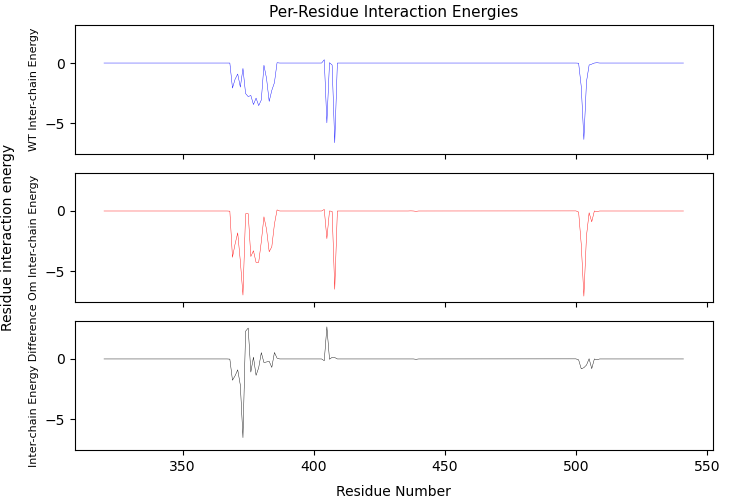 Per-Residue Interaction Energies
Residue interaction energy
WT Inter-chain Energy
0
−5
Om Inter-chain Energy
0
−5
Inter-chain Energy Difference
0
−5
350
400
450
500
550
Residue Number